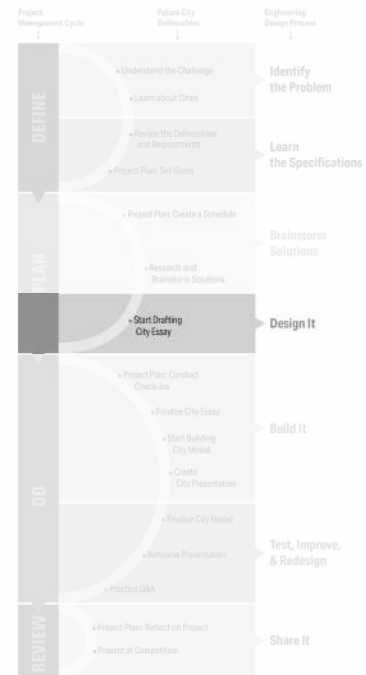 Project
Management Cycle
Future City
Deliverables
Engineering
Design Process
DEFINE
• Understand the Challenge
• Learn about Cities
Identify
the Problem
• Review the Deliverables
and Requirements
• Project Plan: Set Goals
Learn
the Specifications
PLAN
• Project Plan: Create a Schedule
• Research and
Brainstorm Solutions
Brainstorm
Solutions
• Start Drafting
City Essay
Design It
DO
• Project Plan: Conduct
Check-ins
• Finalize City Essay
• Start Building
City Model
• Create
City Presentation
Build It
• Finalize City Model
• Rehearse Presentation
• Practice Q&A
Test, Improve,
& Redesign
REVIEW
• Project Plan: Reflect on Project
• Present at Competition
Share It